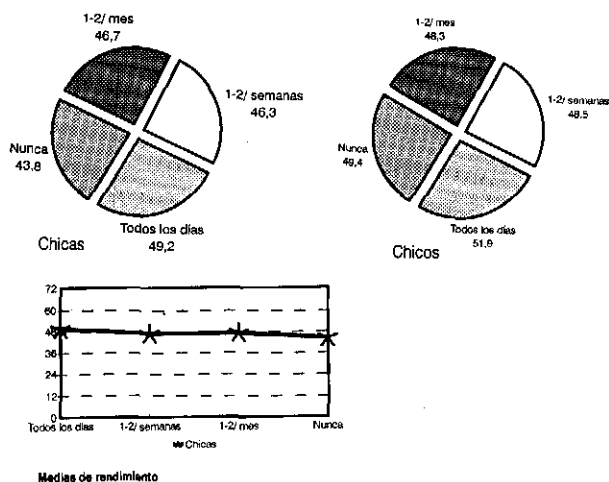 1-2/ mes
46,7
1-2/ semanas
46,3
Nunca
43,8
Todos los días
49,2
Chicas
1-2/ mes
48,3
1-2/ semanas
48,5
Nunca
49,4
Todos los días
51,9
Chicos
72
60
48
36
24
12
0
Todos los días
1-2/ semanas
1-2/ mes
Nunca
Chicas
Medias de rendimiento